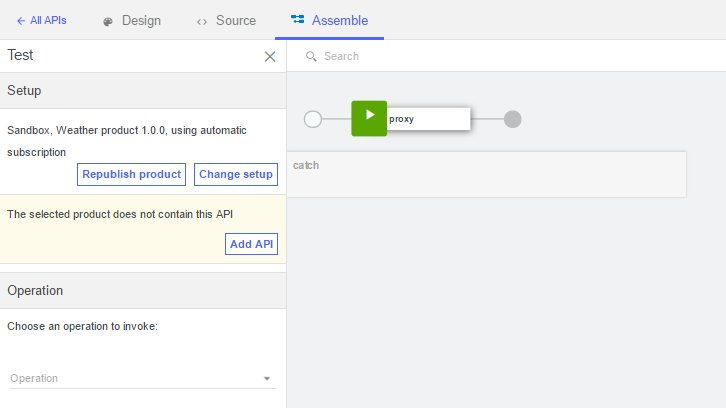 All APIs
Design
Source
Assemble
Test
Search
Setup
Sandbox, Weather product 1.0.0, using automatic
subscription
Republish product
Change setup
The selected product does not contain this API
Add API
Operation
Choose an operation to invoke:
Operation
proxy
catch